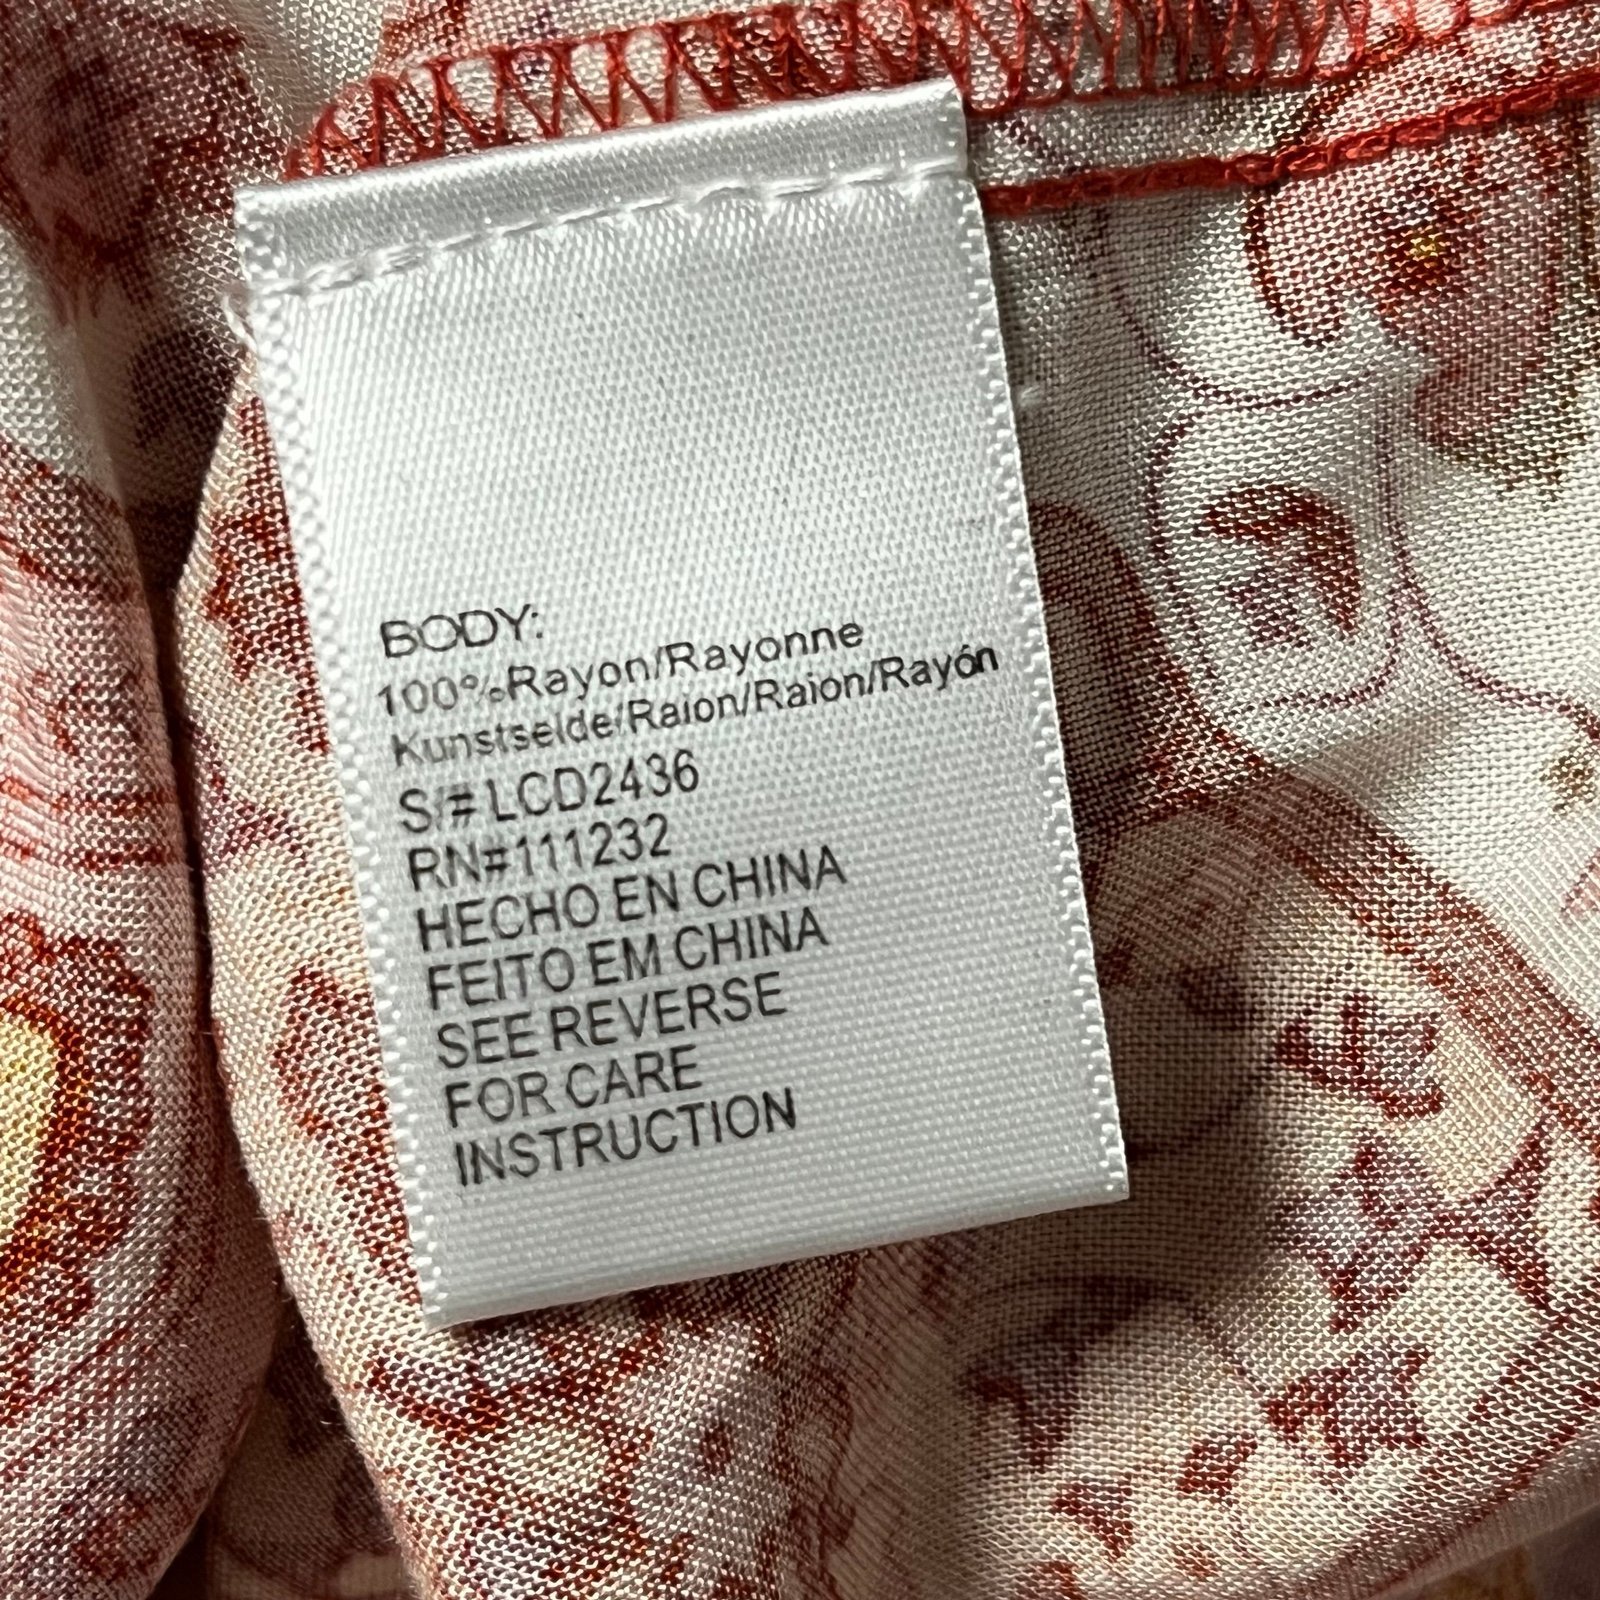 BODY:
100%Rayon/Rayonne
Kunstseide/Raion/Raion/Rayón
S/# LCD2436
RN#111232
HECHO EN CHINA
FEITO EM CHINA
SEE REVERSE
FOR CARE
INSTRUCTION